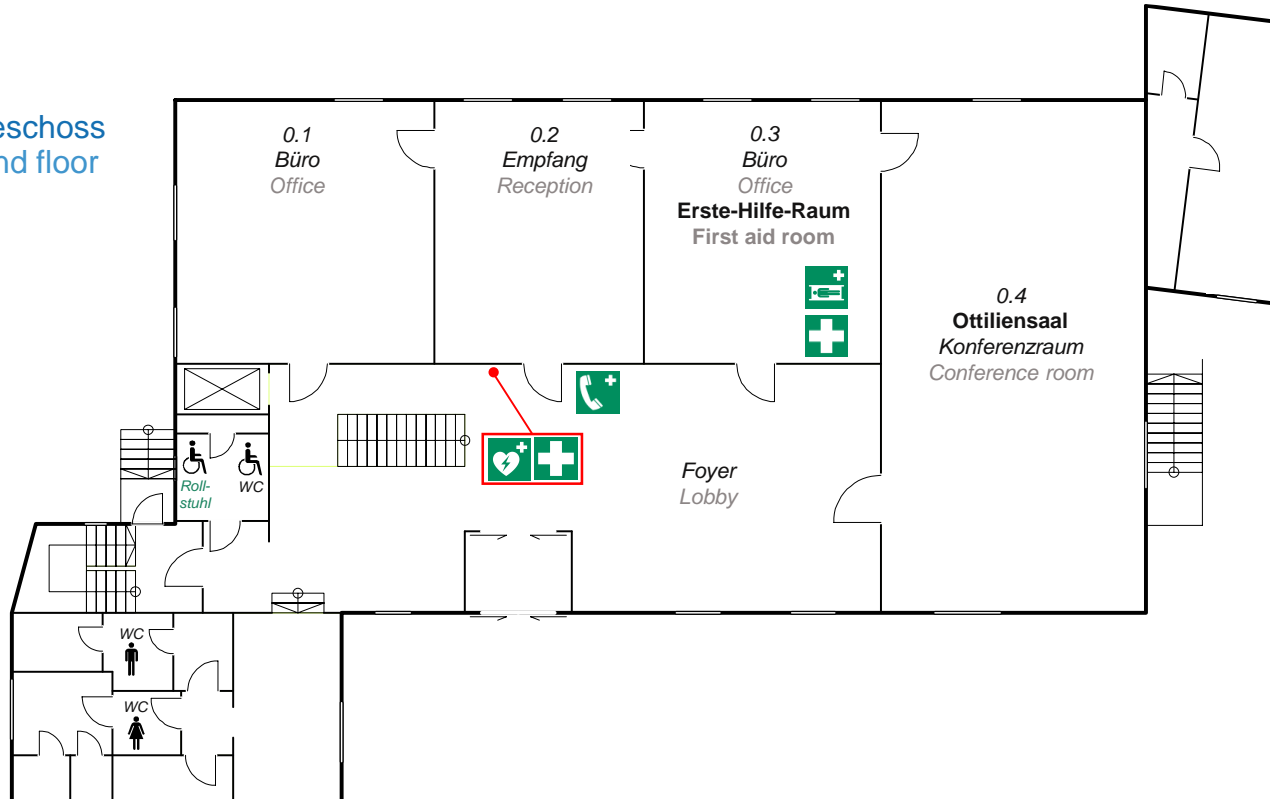 eschoss
nd floor
0.1
Büro
Office
0.2
Empfang
Reception
0.3
Büro
Office
Erste-Hilfe-Raum
First aid room
0.4
Ottiliensaal
Konferenzraum
Conference room
Roll-
stuhl
WC
Foyer
Lobby
WC
WC